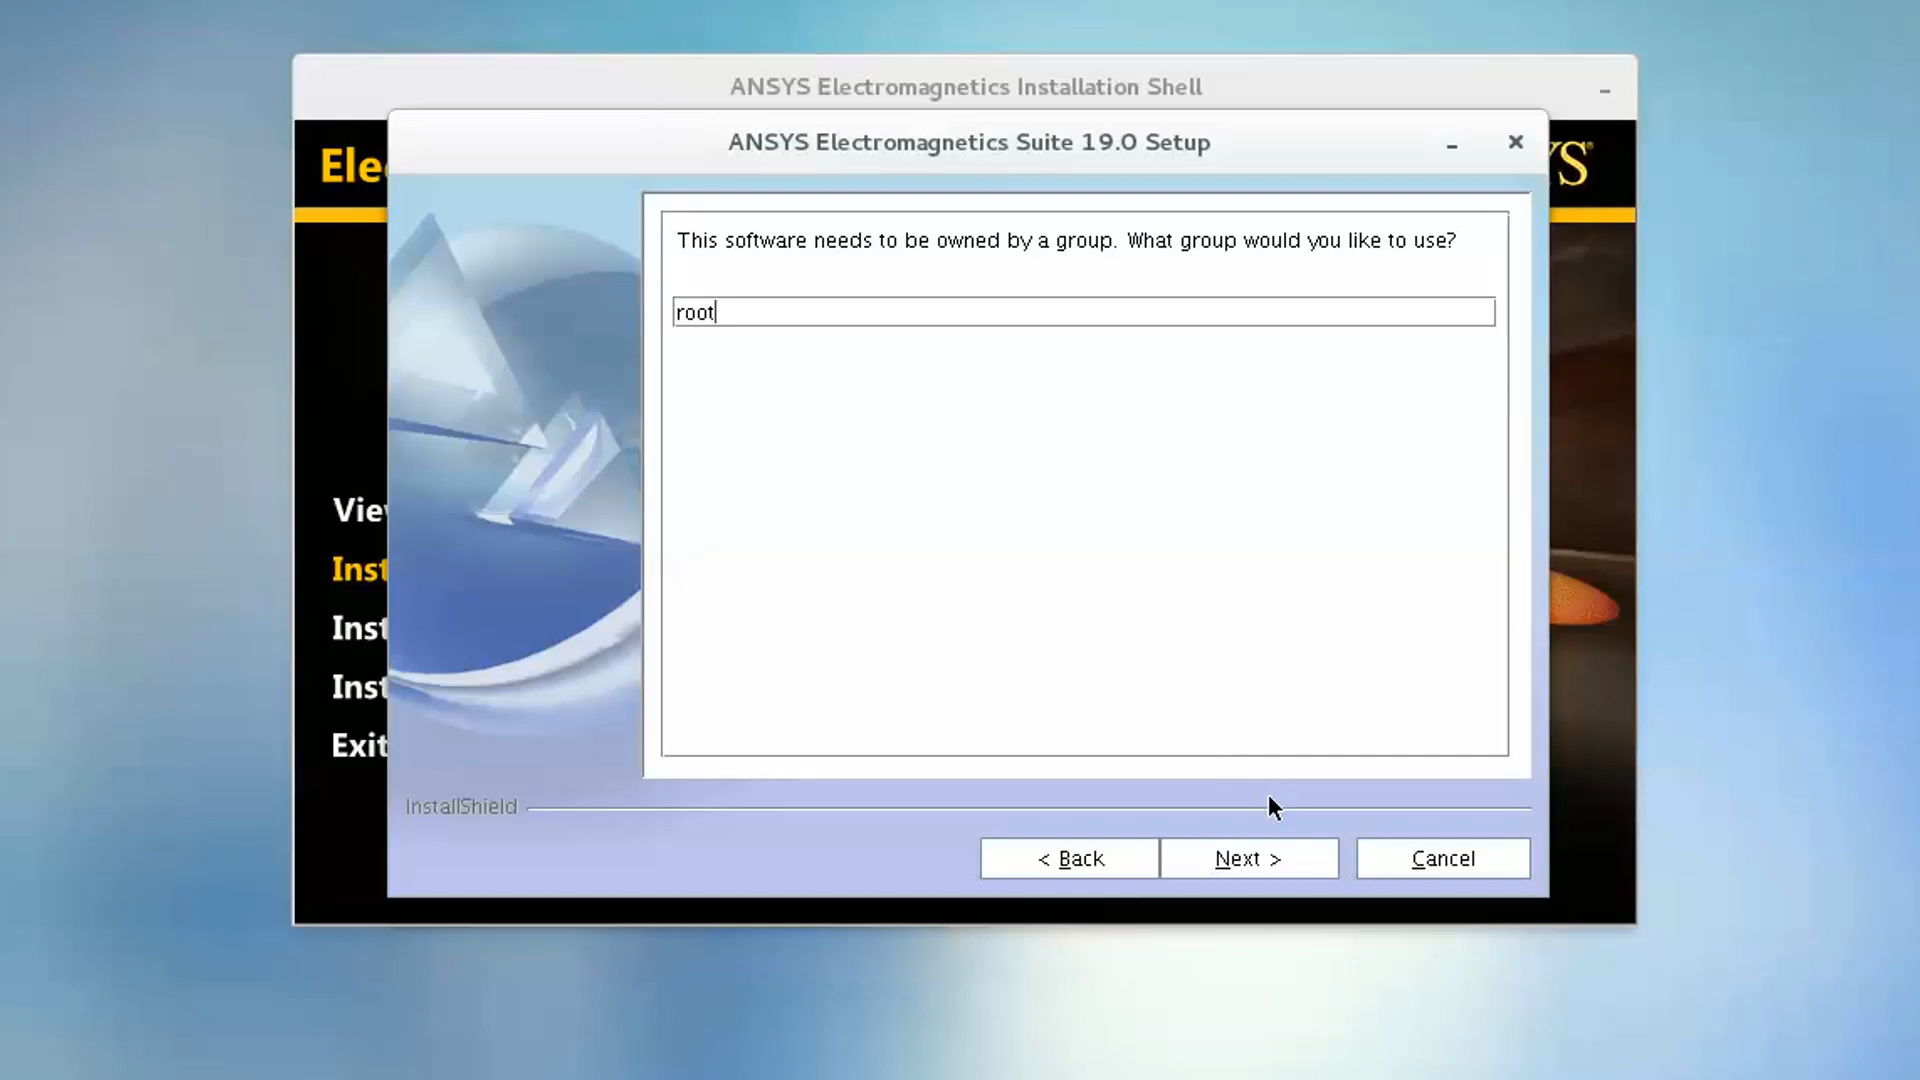 ANSYS Electromagnetics Installation Shell
ANSYS Electromagnetics Suite 19.0 Setup
Ele
YS
This software needs to be owned by a group. What group would you like to use?
root
Vie
Inst
Inst
Inst
Exit
InstallShield
< Back
Next >
Cancel